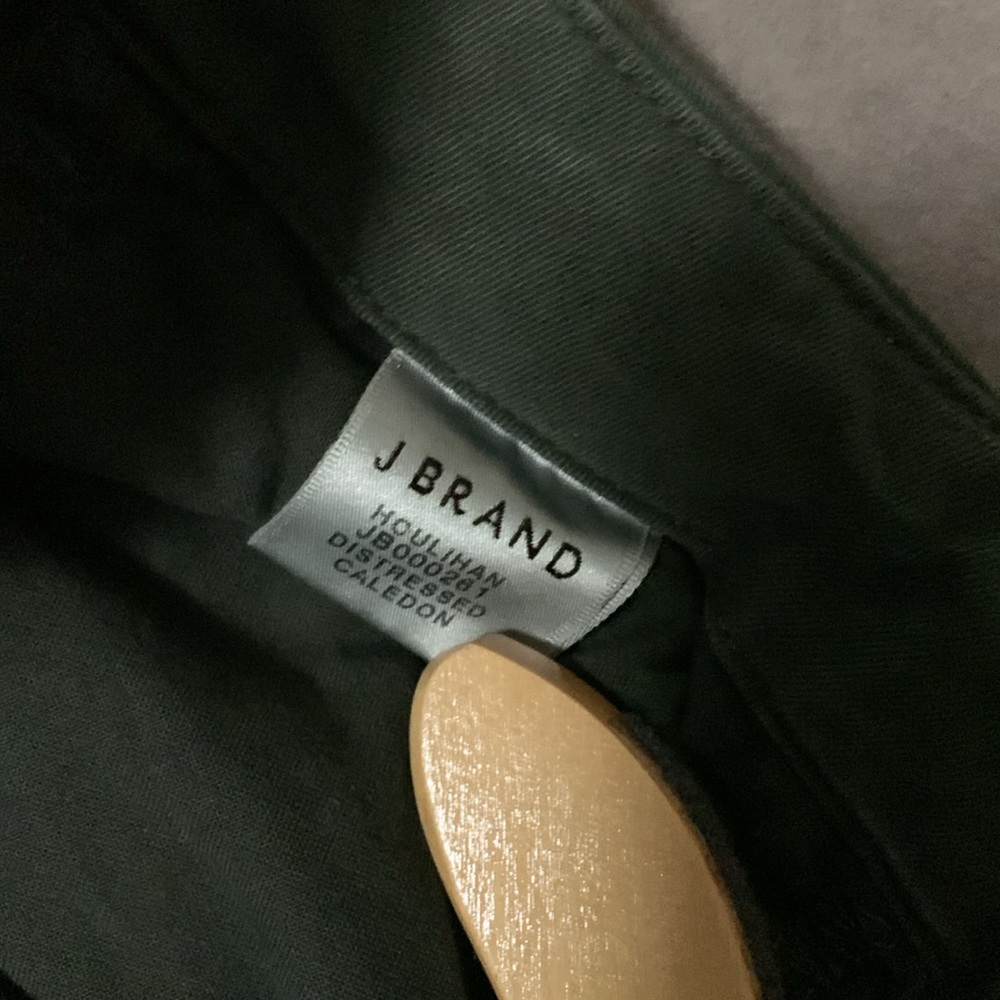 J BRAND
HOULIHAN
JB000261
DISTRESSED
CALEDON